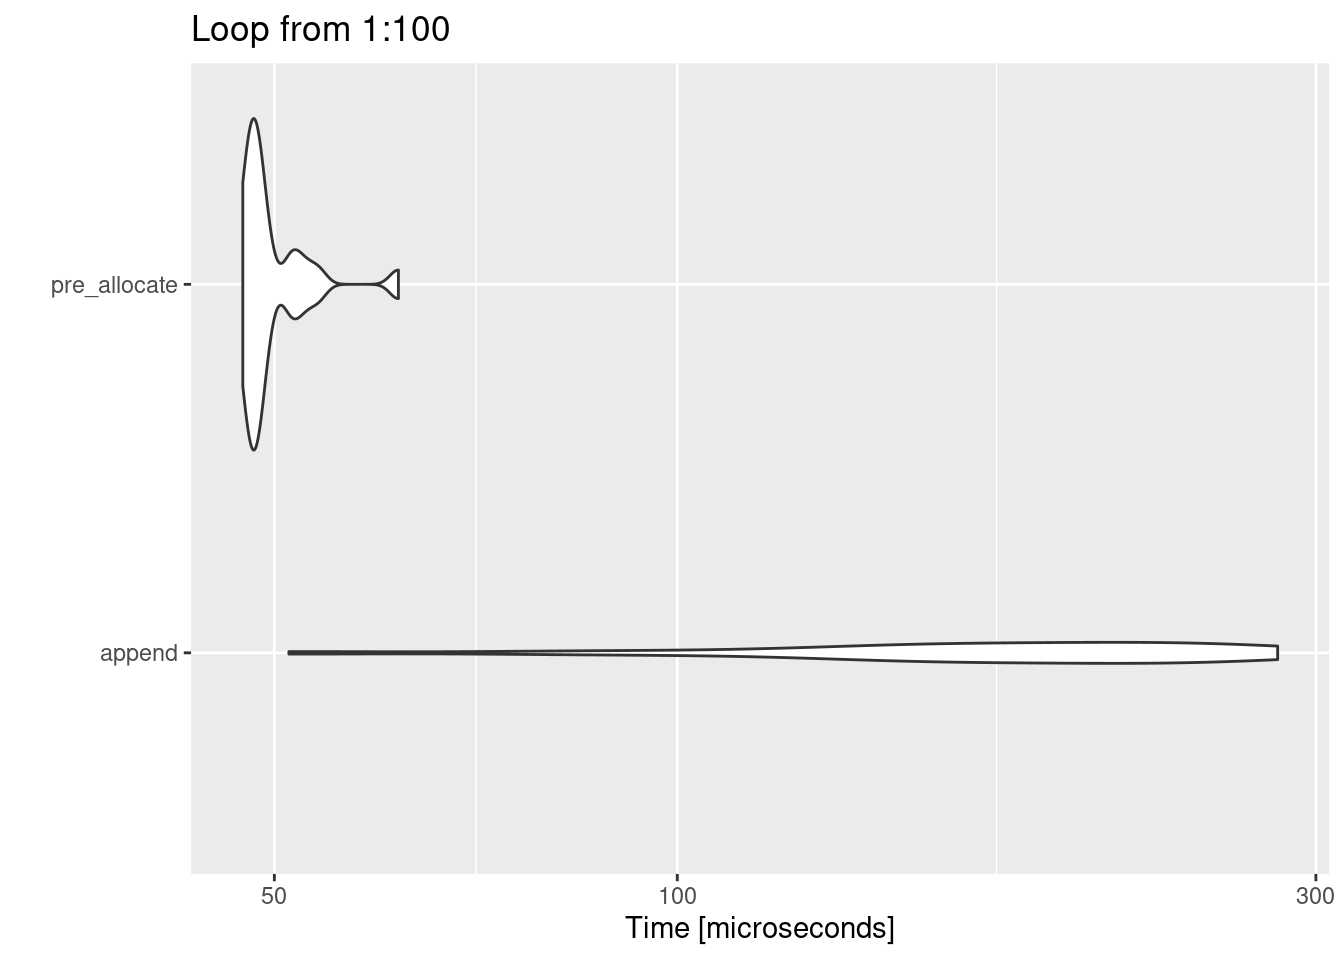 Loop from 1:100
pre_allocate
append
50 100 300
Time [microseconds]